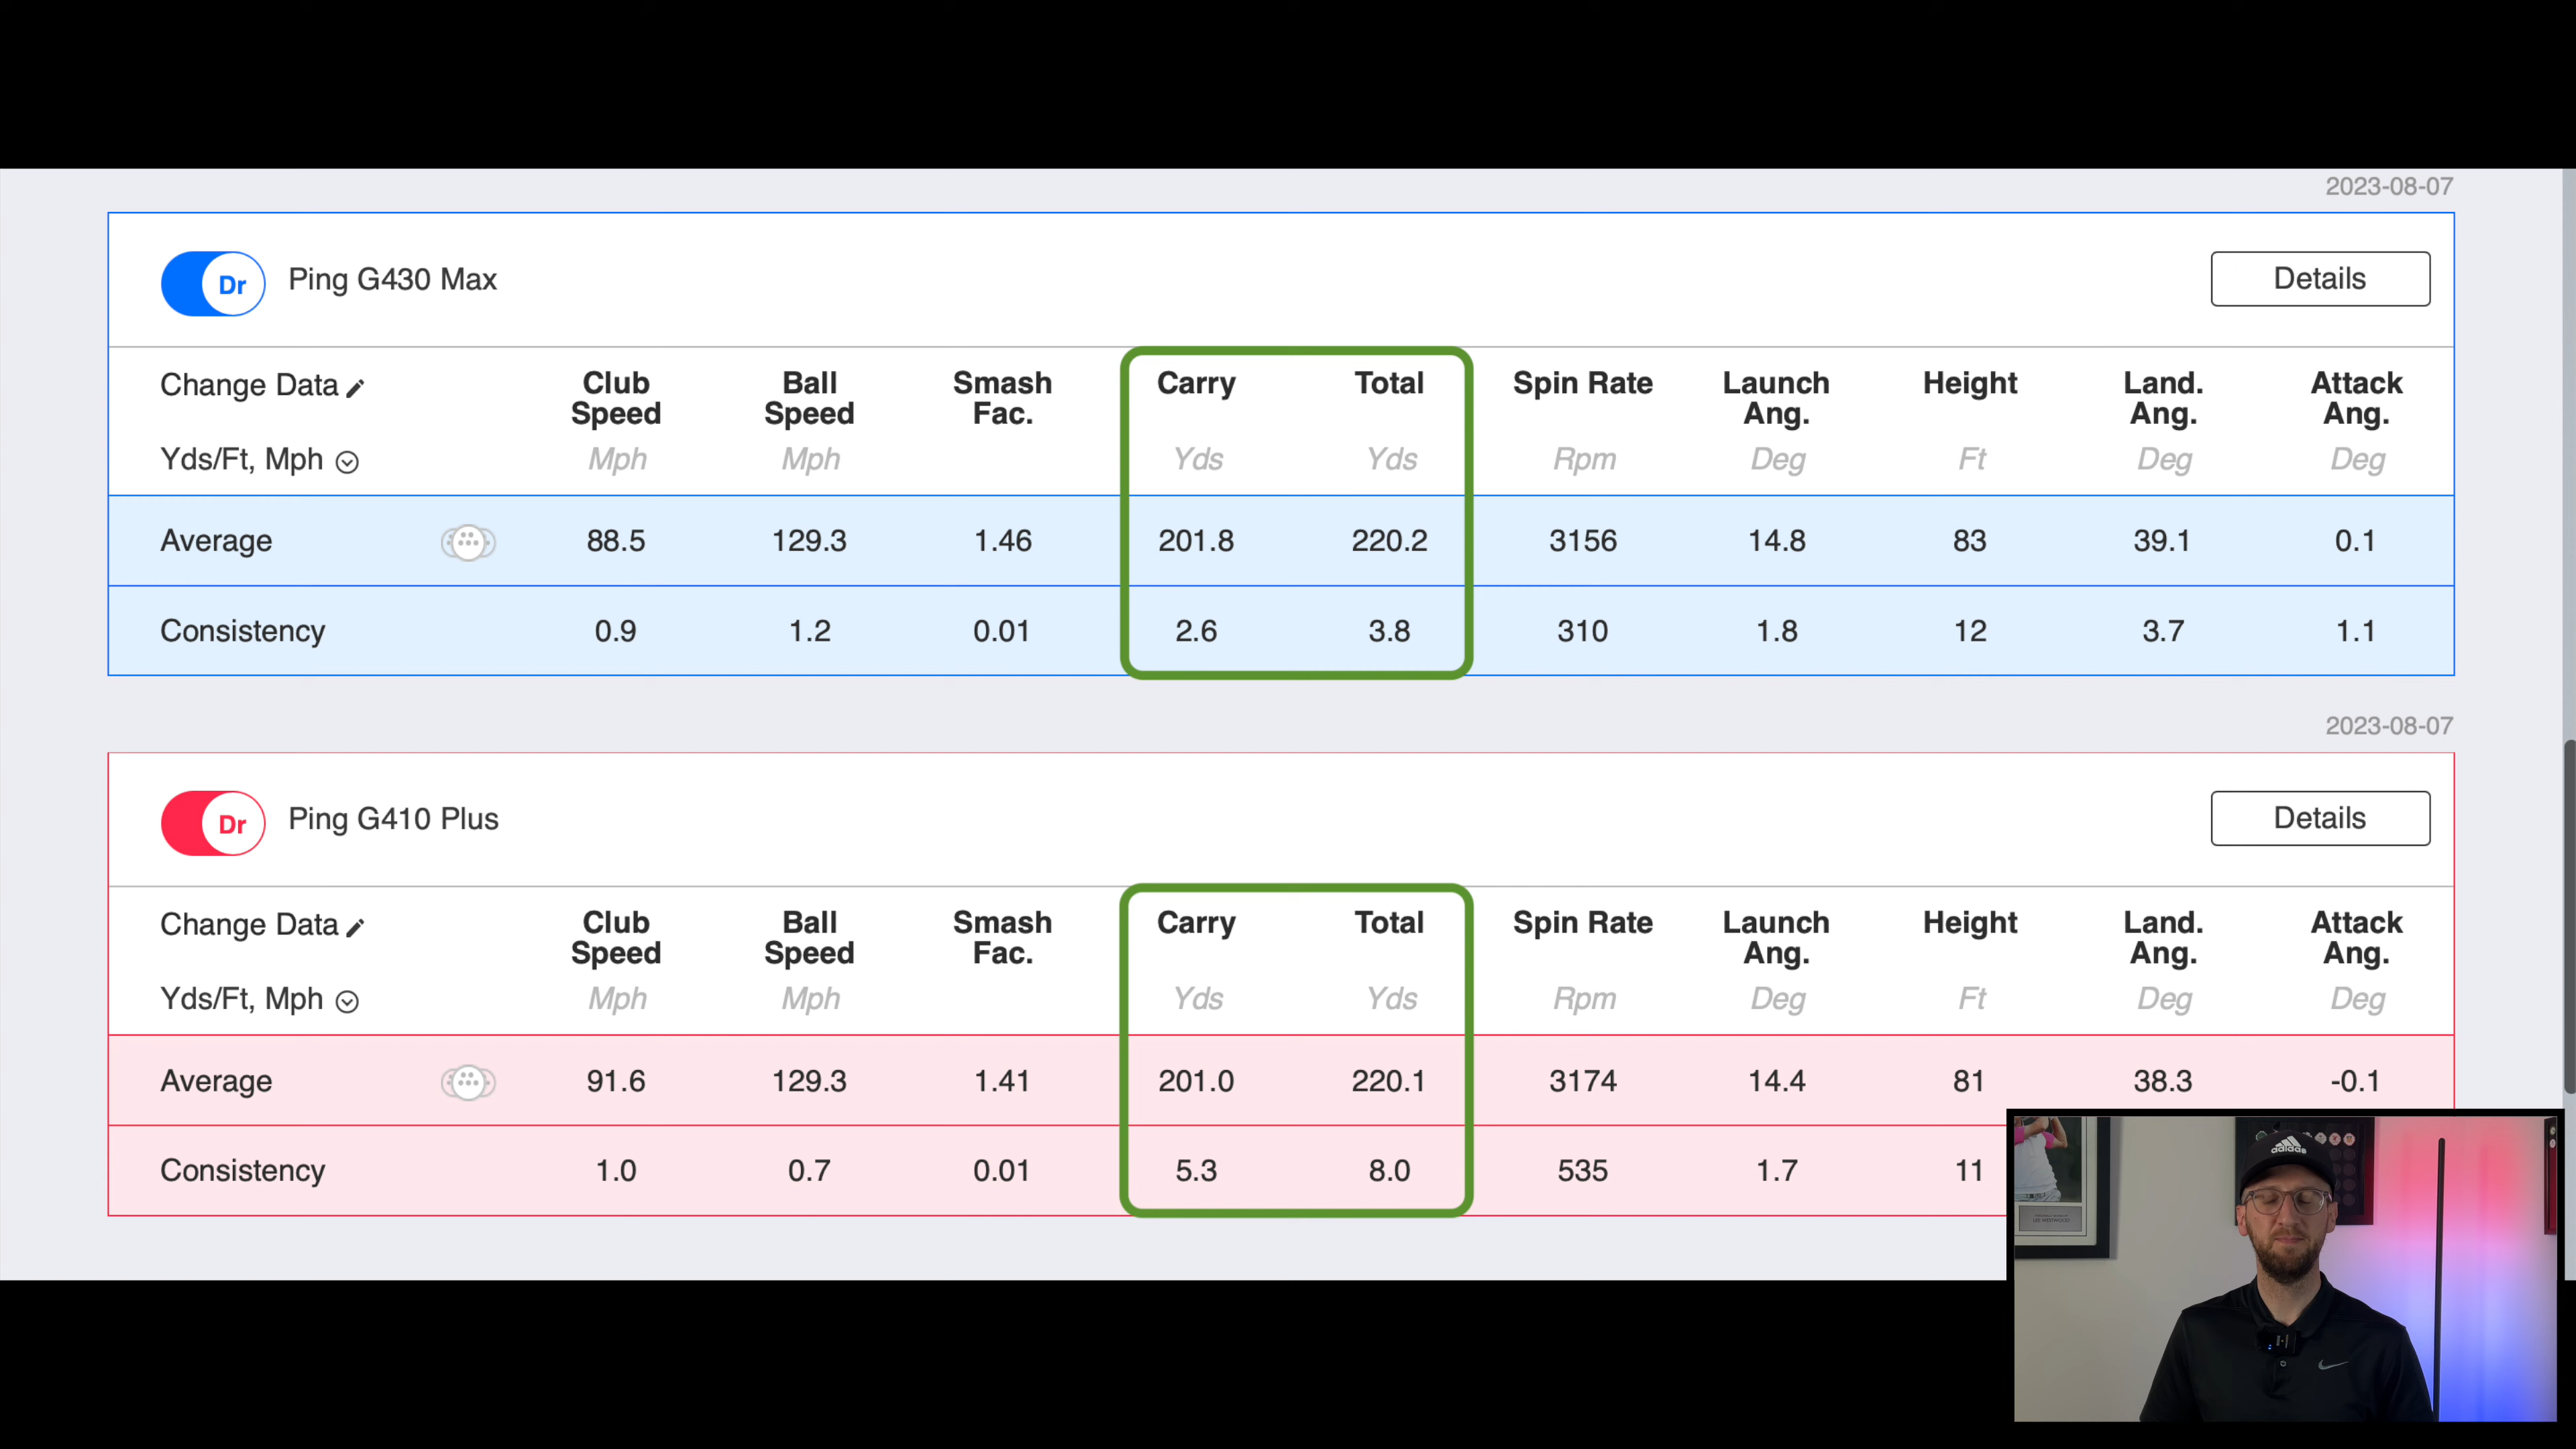 2023-08-07
Dr Ping G430 Max Details
Change Data Club Speed Ball Speed Smash Fac. Carry Total Spin Rate Launch Ang. Height Land. Ang. Attack Ang.
Yds/Ft, Mph Mph Mph Yds Yds Rpm Deg Ft Deg Deg
Average 88.5 129.3 1.46 201.8 220.2 3156 14.8 83 39.1 0.1
Consistency 0.9 1.2 0.01 2.6 3.8 310 1.8 12 3.7 1.1
2023-08-07
Dr Ping G410 Plus Details
Change Data Club Speed Ball Speed Smash Fac. Carry Total Spin Rate Launch Ang. Height Land. Ang. Attack Ang.
Yds/Ft, Mph Mph Mph Yds Yds Rpm Deg Ft Deg Deg
Average 91.6 129.3 1.41 201.0 220.1 3174 14.4 81 38.3 -0.1
Consistency 1.0 0.7 0.01 5.3 8.0 535 1.7 11
adidas
LEE WESTWOOD